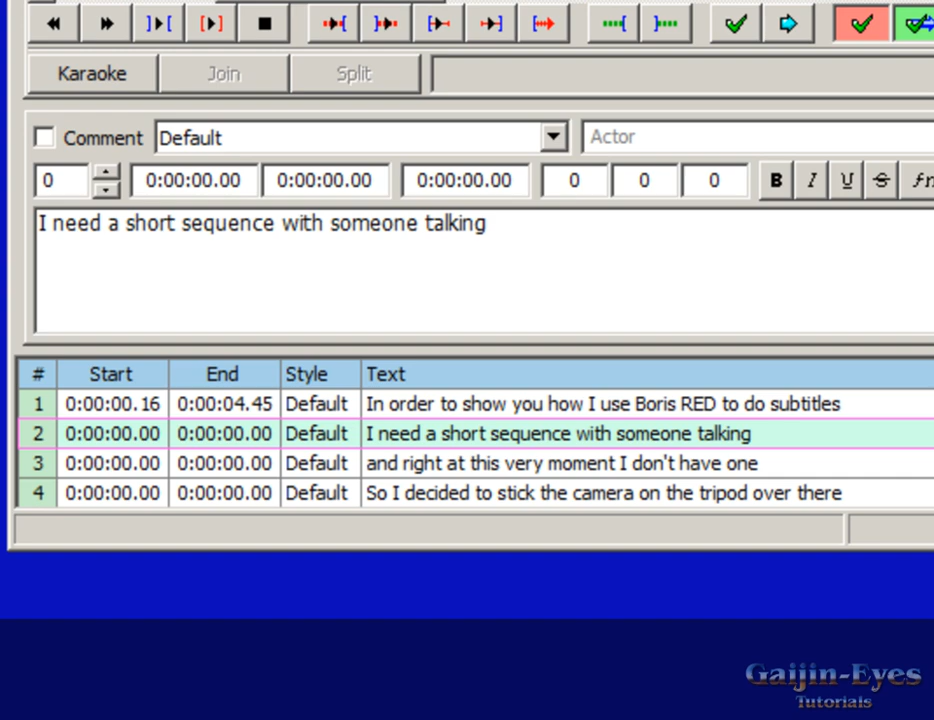 Karaoke Join Split
Comment Default Actor
0 0:00:00.00 0:00:00.00 0:00:00.00 0 0 0 B I U S fn
I need a short sequence with someone talking
# Start End Style Text
1 0:00:00.16 0:00:04.45 Default In order to show you how I use Boris RED to do subtitles
2 0:00:00.00 0:00:00.00 Default I need a short sequence with someone talking
3 0:00:00.00 0:00:00.00 Default and right at this very moment I don't have one
4 0:00:00.00 0:00:00.00 Default So I decided to stick the camera on the tripod over there
Gaijin-Eyes
Tutorials